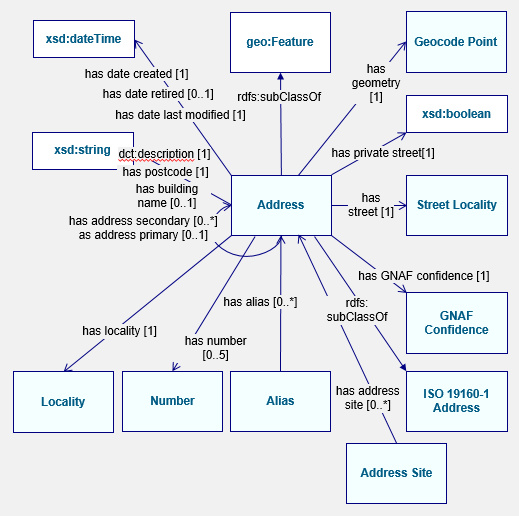 xsd:dateTime
geo:Feature
Geocode Point
has date created [1]
has date retired [0..1]
has date last modified [1]
rdfs:subClassOf
has
geometry
[1]
xsd:boolean
xsd:string
dct:description [1]
has postcode [1]
has building
name [0..1]
has address secondary [0..*]
as address primary [0..1]
has private street[1]
Address
has
street [1]
Street Locality
has GNAF confidence [1]
GNAF
Confidence
has alias [0..*]
rdfs:
subClassOf
has locality [1]
has number
[0..5]
has address
site [0..*]
Locality
Number
Alias
ISO 19160-1
Address
Address Site